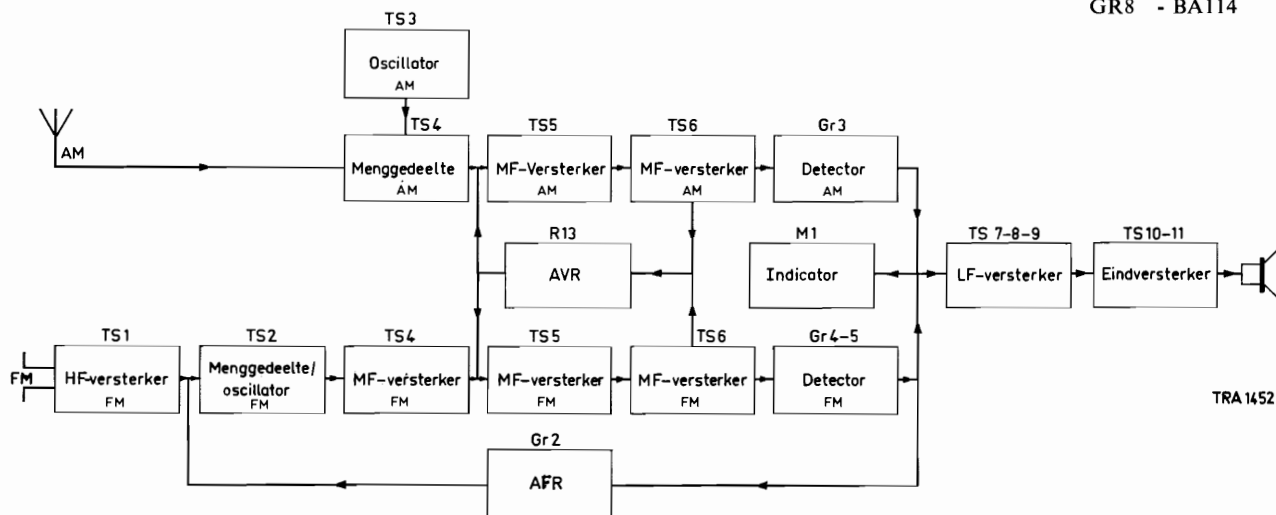 GR8 - BA114
TS3
Oscillator
AM
AM
TS4
Menggedeelte
AM
TS5
MF-Versterker
AM
TS6
MF-versterker
AM
Gr3
Detector
AM
R13
AVR
M1
Indicator
TS 7-8-9
LF-versterker
TS10-11
Eindversterker
FM
TS1
HF-versterker
FM
TS2
Menggedeelte/
oscillator
FM
TS4
MF-versterker
FM
TS5
MF-versterker
FM
TS6
MF-versterker
FM
Gr4-5
Detector
FM
TRA 1452
Gr2
AFR